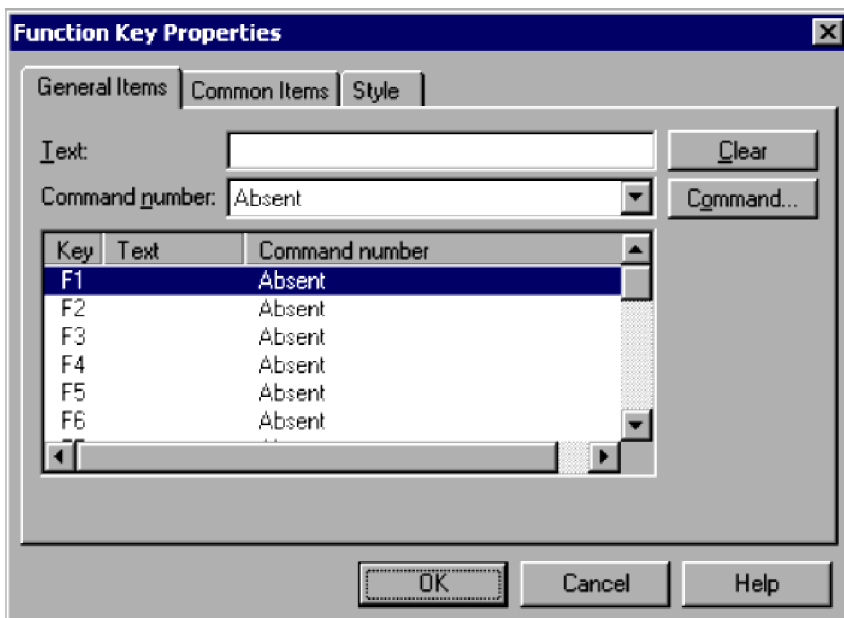 Function Key Properties
General Items Common Items Style
Text: Clear
Command number: Absent Command...
Key Text Command number
F1 Absent
F2 Absent
F3 Absent
F4 Absent
F5 Absent
F6 Absent
OK Cancel Help